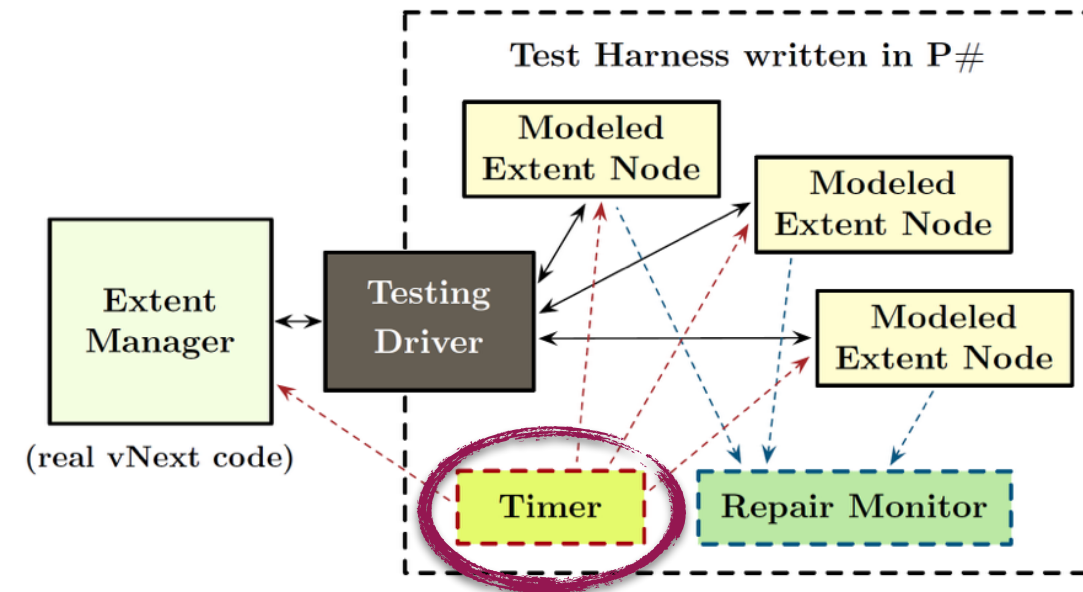 Test Harness written in P#
Modeled
Extent Node
Modeled
Extent Node
Extent
Manager
Testing
Driver
Modeled
Extent Node
(real vNext code)
Timer
Repair Monitor